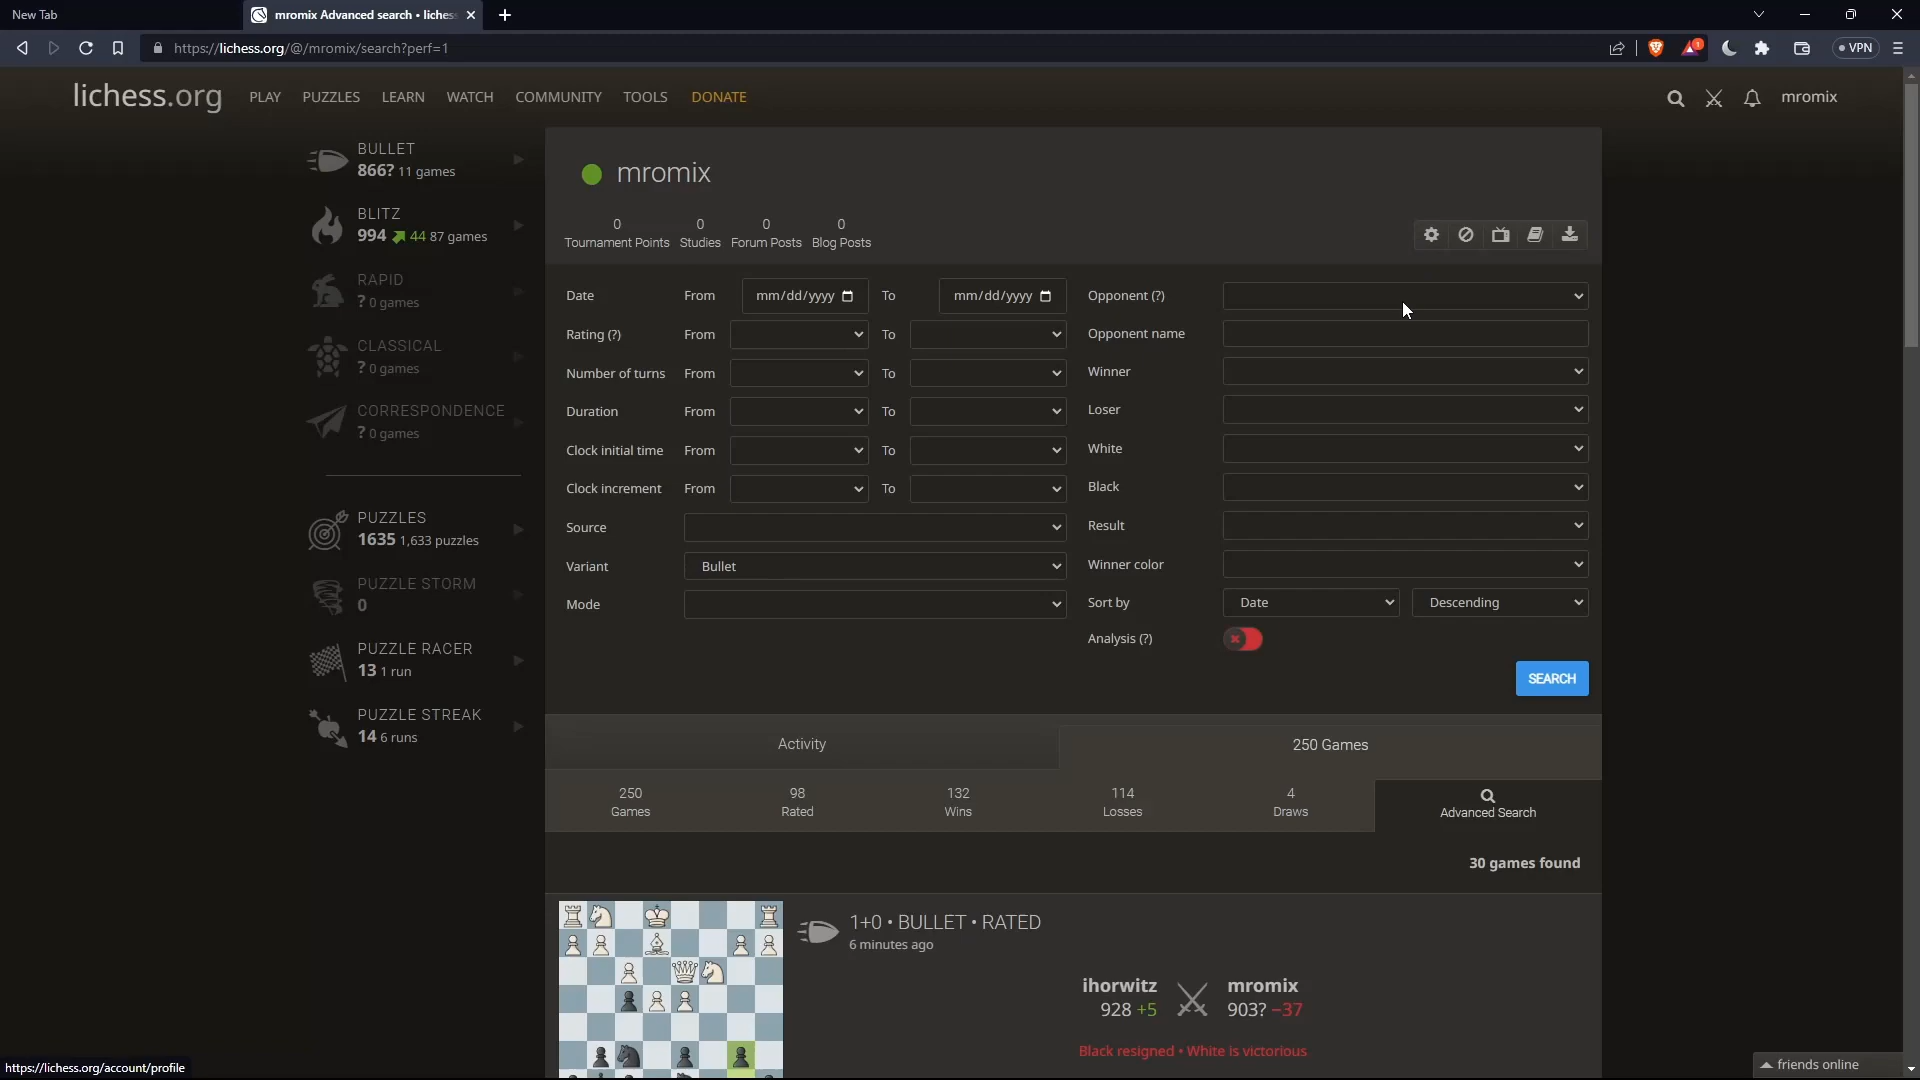 New Tab
mromix Advanced search • liches
https://lichess.org/@/mromix/search?perf=1
1
VPN
lichess.org
PLAY PUZZLES LEARN WATCH COMMUNITY TOOLS DONATE
mromix
BULLET
866? 11 games
BLITZ
994 44 87 games
RAPID
? 0 games
CLASSICAL
? 0 games
CORRESPONDENCE
? 0 games
PUZZLES
1635 1,633 puzzles
PUZZLE STORM
0
PUZZLE RACER
13 1 run
PUZZLE STREAK
14 6 runs
mromix
0 0 0 0
Tournament Points Studies Forum Posts Blog Posts
Date From mm/dd/yyyy To mm/dd/yyyy
Rating (?) From To
Number of turns From To
Duration From To
Clock initial time From To
Clock increment From To
Source
Variant Bullet
Mode
Opponent (?)
Opponent name
Winner
Loser
White
Black
Result
Winner color
Sort by Date Descending
Analysis (?)
SEARCH
Activity 250 Games
250 98 132 114 4
Games Rated Wins Losses Draws Advanced Search
30 games found
1+0 • BULLET • RATED
6 minutes ago
ihorwitz mromix
928 +5 903? −37
Black resigned • White is victorious
https://lichess.org/account/profile
friends online